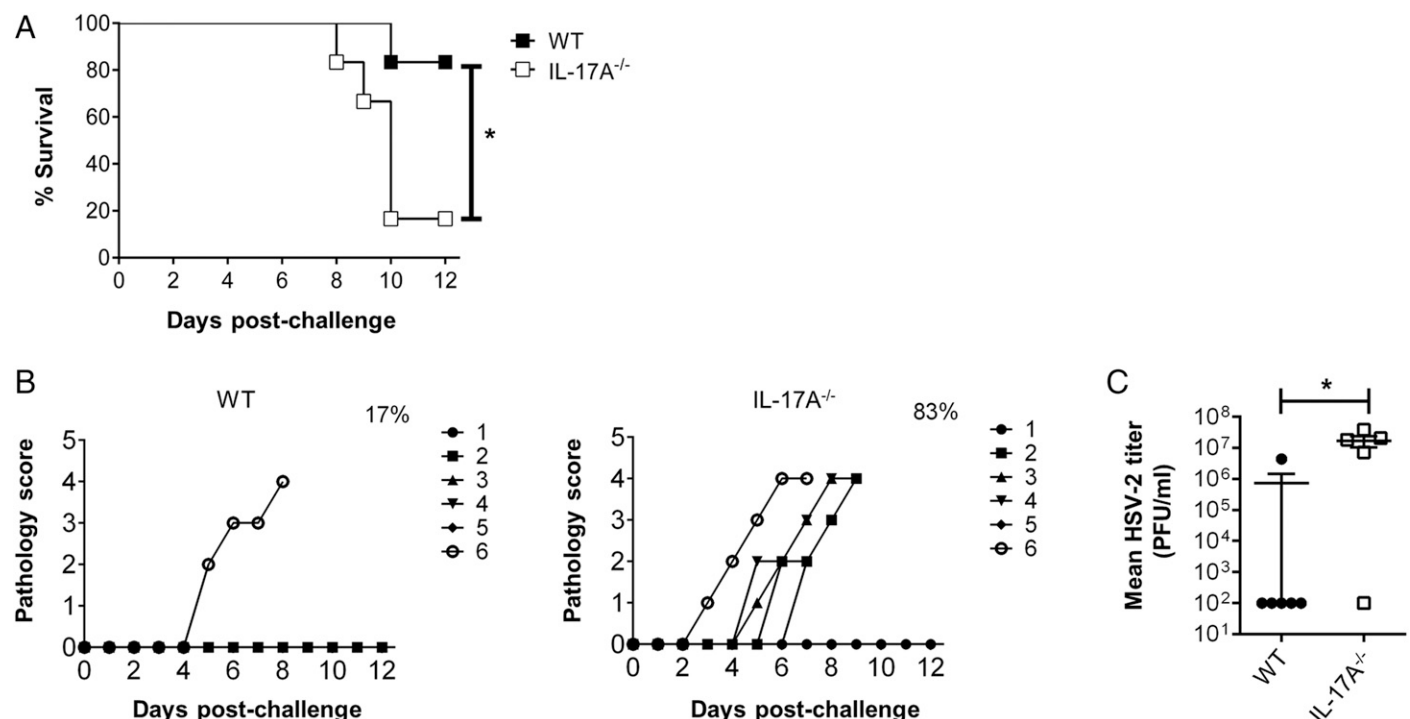 A
100
80
60
40
20
0
% Survival
0 2 4 6 8 10 12
Days post-challenge
WT
IL-17A-/-
*
B
WT
17%
Pathology score
5
4
3
2
1
0
0 2 4 6 8 10 12
Days post-challenge
1
2
3
4
5
6
IL-17A-/-
83%
Pathology score
5
4
3
2
1
0
0 2 4 6 8 10 12
Days post-challenge
1
2
3
4
5
6
C
*
Mean HSV-2 titer
(PFU/ml)
10⁸
10⁷
10⁶
10⁵
10⁴
10³
10²
10¹
WT
IL-17A-/-